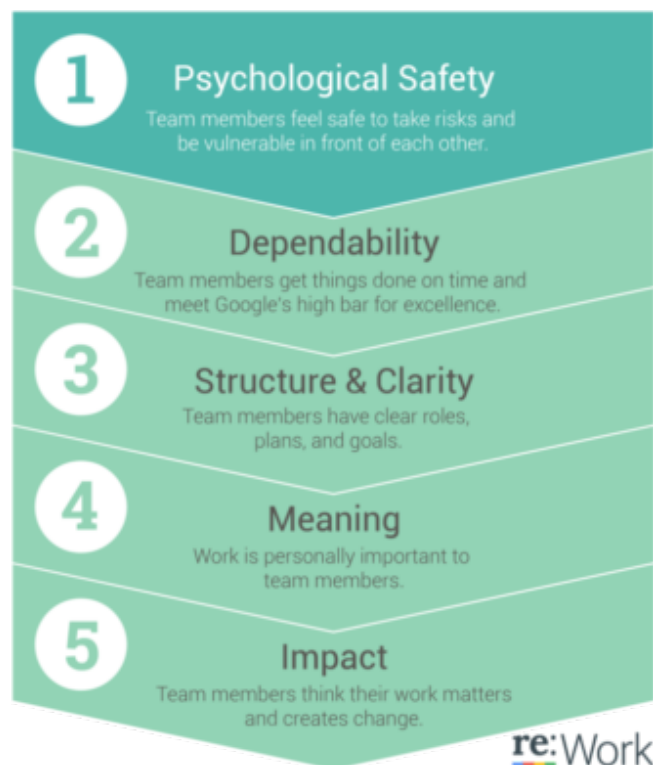 1
Psychological Safety
Team members feel safe to take risks and
be vulnerable in front of each other.
2
Dependability
Team members get things done on time and
meet Google's high bar for excellence.
3
Structure & Clarity
Team members have clear roles,
plans, and goals.
4
Meaning
Work is personally important to
team members.
5
Impact
Team members think their work matters
and creates change.
re:Work